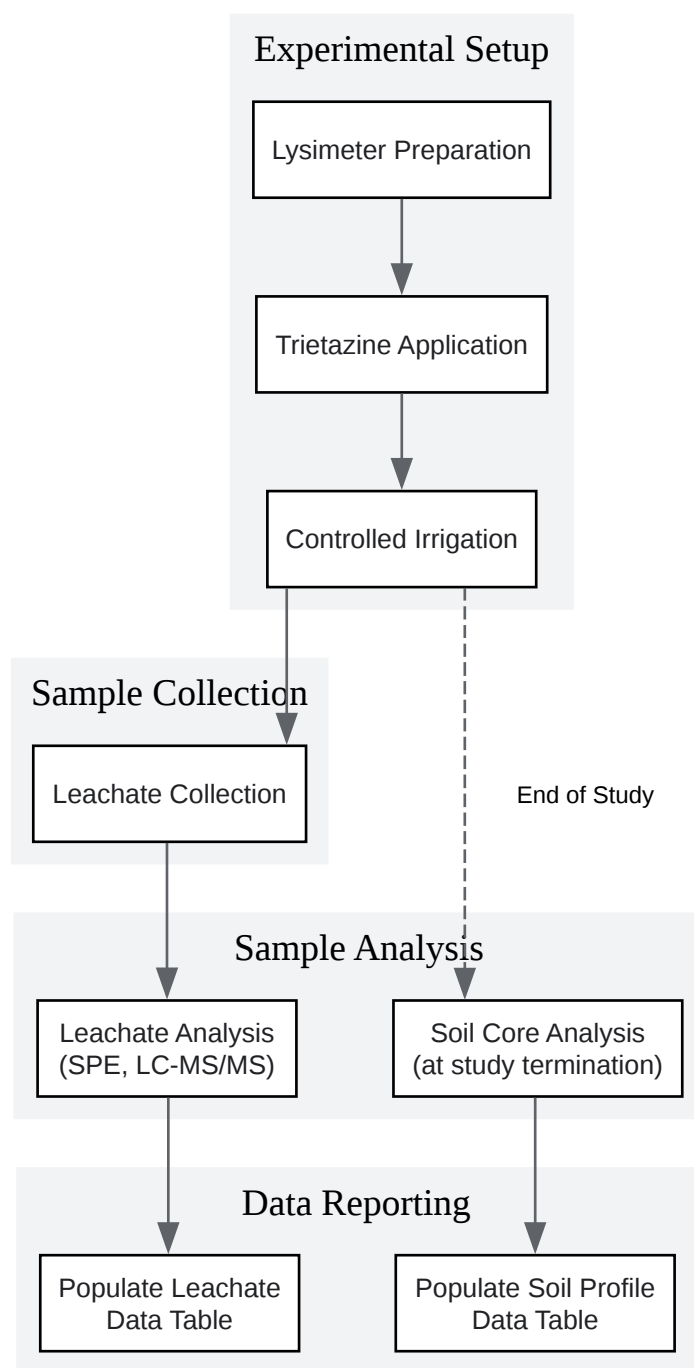 Experimental Setup
Lysimeter Preparation
Trietazine Application
Controlled Irrigation
Sample Collection
Leachate Collection
End of Study
Sample Analysis
Leachate Analysis
(SPE, LC-MS/MS)
Soil Core Analysis
(at study termination)
Data Reporting
Populate Leachate
Data Table
Populate Soil Profile
Data Table